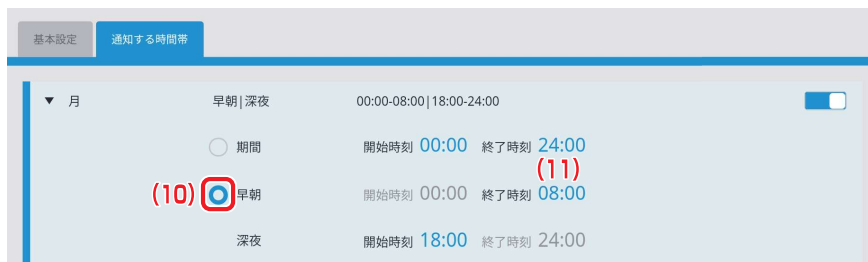 基本設定 通知する時間帯
▼ 月 早朝|深夜 00:00-08:00|18:00-24:00
期間 開始時刻 00:00 終了時刻 24:00
(11)
(10) 早朝 開始時刻 00:00 終了時刻 08:00
深夜 開始時刻 18:00 終了時刻 24:00